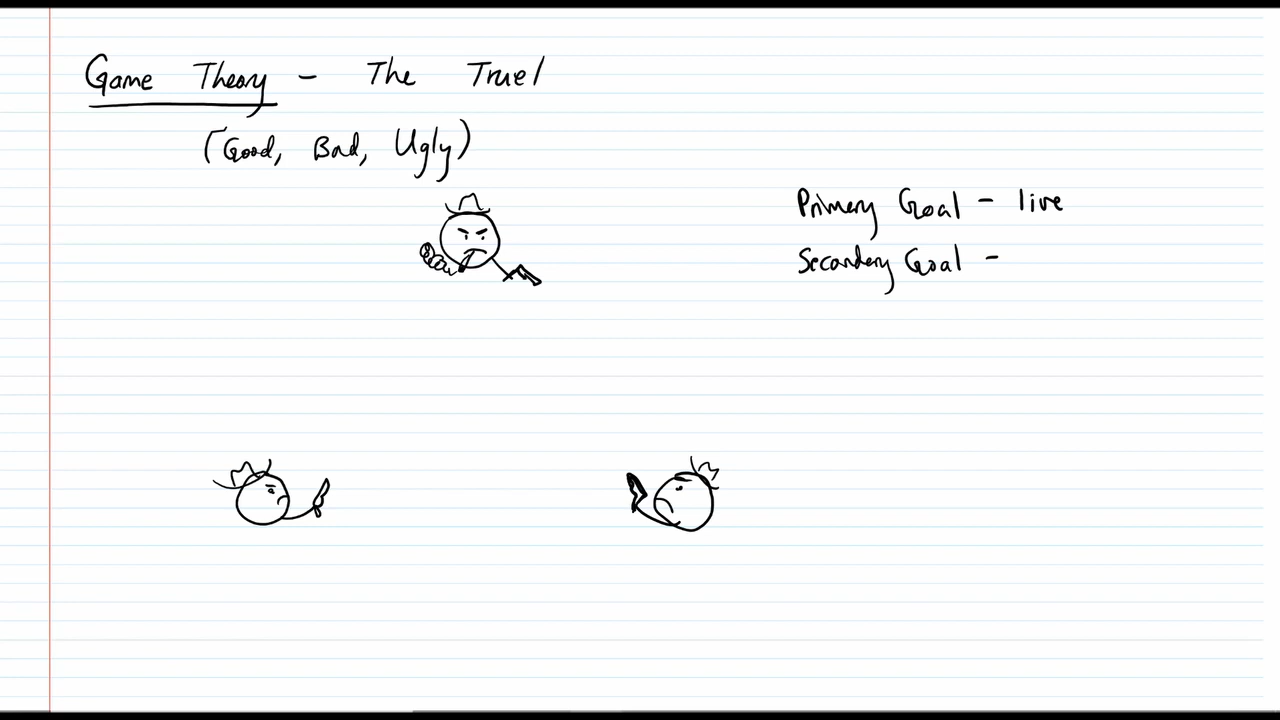 Game Theory - The Truel
(Good, Bad, Ugly)
Primary Goal - live
Secondary Goal -